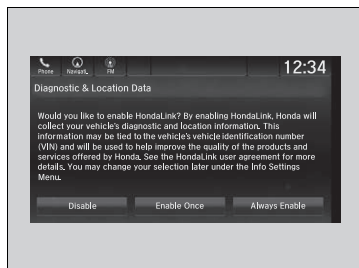 12:34
Phone Navigati.. FM
Diagnostic & Location Data
Would you like to enable HondaLink? By enabling HondaLink, Honda will
collect your vehicle's diagnostic and location information. This
information may be tied to the vehicle's vehicle identification number
(VIN) and will be used to help improve the quality of the products and
services offered by Honda. See the HondaLink user agreement for more
details. You may change your selection later under the Info Settings
Menu.
Disable Enable Once Always Enable